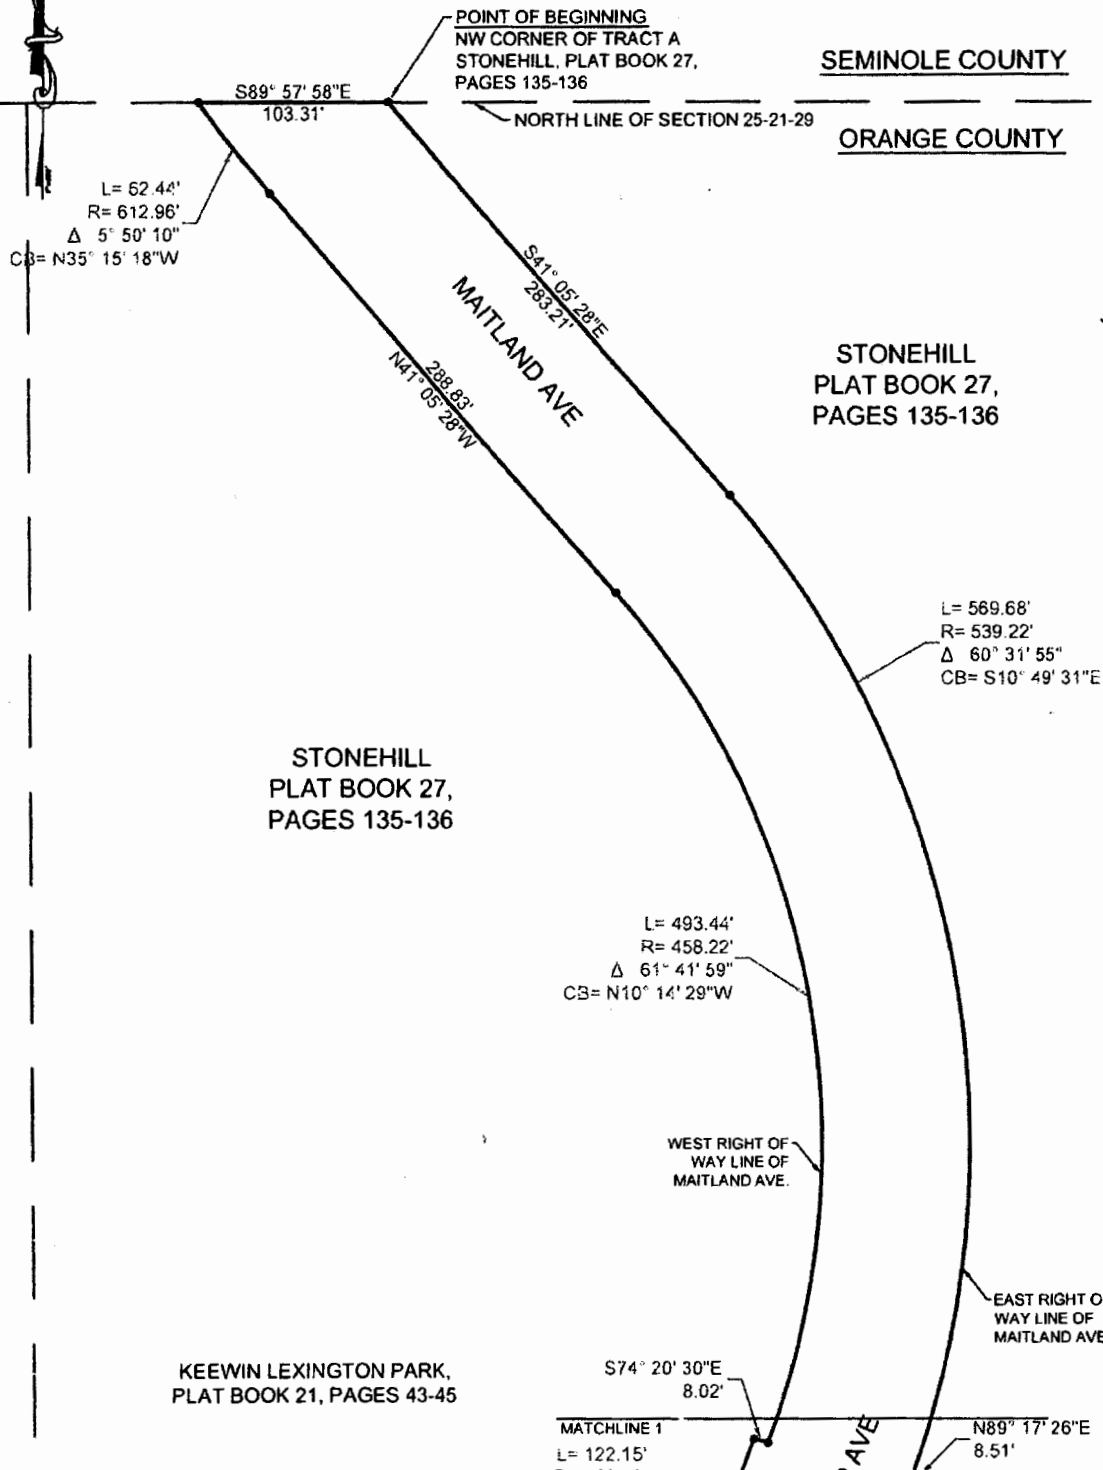 POINT OF BEGINNING
NW CORNER OF TRACT A
STONEHILL, PLAT BOOK 27,
PAGES 135-136
SEMINOLE COUNTY
S89° 57' 58"E
103.31'
NORTH LINE OF SECTION 25-21-29
ORANGE COUNTY
L= 62.44'
R= 612.96'
Δ 5° 50' 10"
CB= N35° 15' 18"W
S41° 05' 28"E
283.21'
MAITLAND AVE
288.83'
N41° 05' 28"W
STONEHILL
PLAT BOOK 27,
PAGES 135-136
L= 569.68'
R= 539.22'
Δ 60° 31' 55"
CB= S10° 49' 31"E
STONEHILL
PLAT BOOK 27,
PAGES 135-136
L= 493.44'
R= 458.22'
Δ 61° 41' 59"
CB= N10° 14' 29"W
WEST RIGHT OF
WAY LINE OF
MAITLAND AVE.
EAST RIGHT O
WAY LINE OF
MAITLAND AVE
KEEWIN LEXINGTON PARK,
PLAT BOOK 21, PAGES 43-45
S74° 20' 30"E
8.02'
MATCHLINE 1
L= 122.15'
AVE
N89° 17' 26"E
8.51'